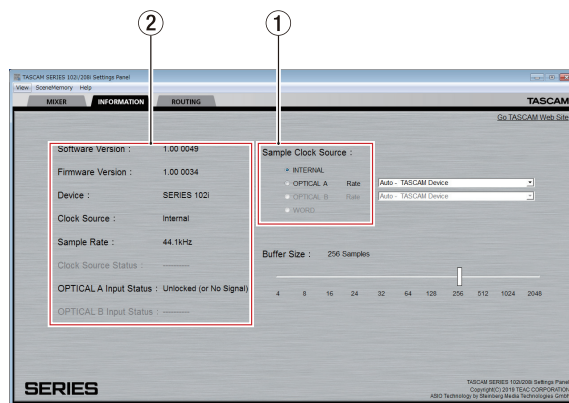 2
1
TASCAM SERIES 102i/208i Settings Panel
View SceneMemory Help
MIXER INFORMATION ROUTING TASCAM
Go TASCAM Web Site
Software Version : 1.00 0049
Firmware Version : 1.00 0034
Device : SERIES 102i
Clock Source : Internal
Sample Rate : 44.1kHz
Clock Source Status : --------
OPTICAL A Input Status : Unlocked (or No Signal)
OPTICAL B Input Status : --------
Sample Clock Source :
INTERNAL
OPTICAL A Rate Auto - TASCAM Device
OPTICAL B Rate Auto - TASCAM Device
WORD
Buffer Size : 256 Samples
4 8 16 24 32 64 128 256 512 1024 2048
SERIES
TASCAM SERIES 102i/208i Settings Panel
Copyright(C) 2019 TEAC CORPORATION
ASIO Technology by Steinberg Media Technologies GmbH